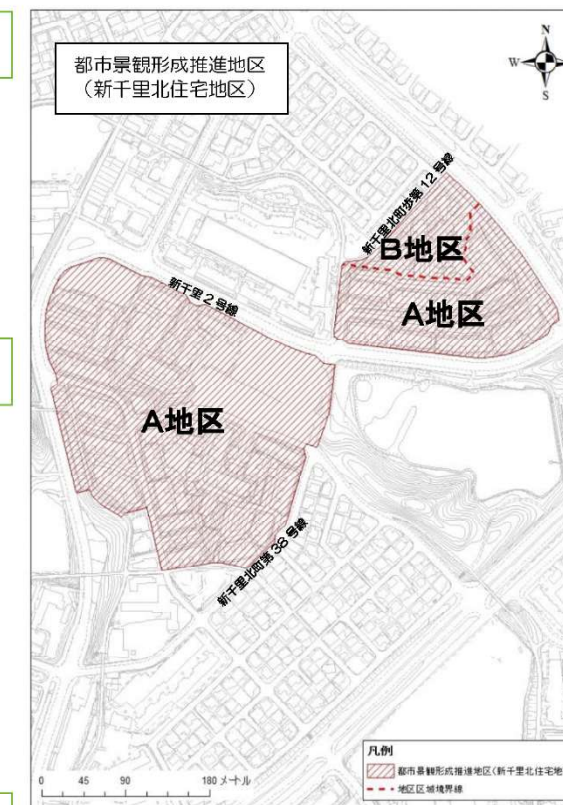 都市景観形成推進地区
（新千里北住宅地区）
N
W
S
新千里北町歩第12号線
B地区
A地区
新千里2号線
A地区
新千里北町第38号線
凡例
都市景観形成推進地区（新千里北住宅地
地区区域境界線
0 45 90 180 メートル